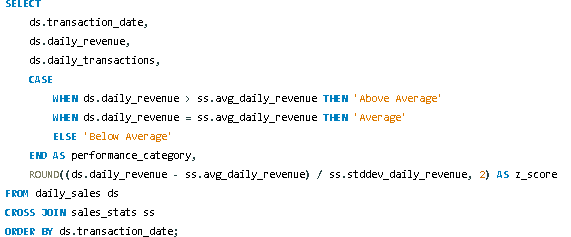 SELECT
    ds.transaction_date,
    ds.daily_revenue,
    ds.daily_transactions,
    CASE
        WHEN ds.daily_revenue > ss.avg_daily_revenue THEN 'Above Average'
        WHEN ds.daily_revenue = ss.avg_daily_revenue THEN 'Average'
        ELSE 'Below Average'
    END AS performance_category,
    ROUND((ds.daily_revenue - ss.avg_daily_revenue) / ss.stddev_daily_revenue, 2) AS z_score
FROM daily_sales ds
CROSS JOIN sales_stats ss
ORDER BY ds.transaction_date;